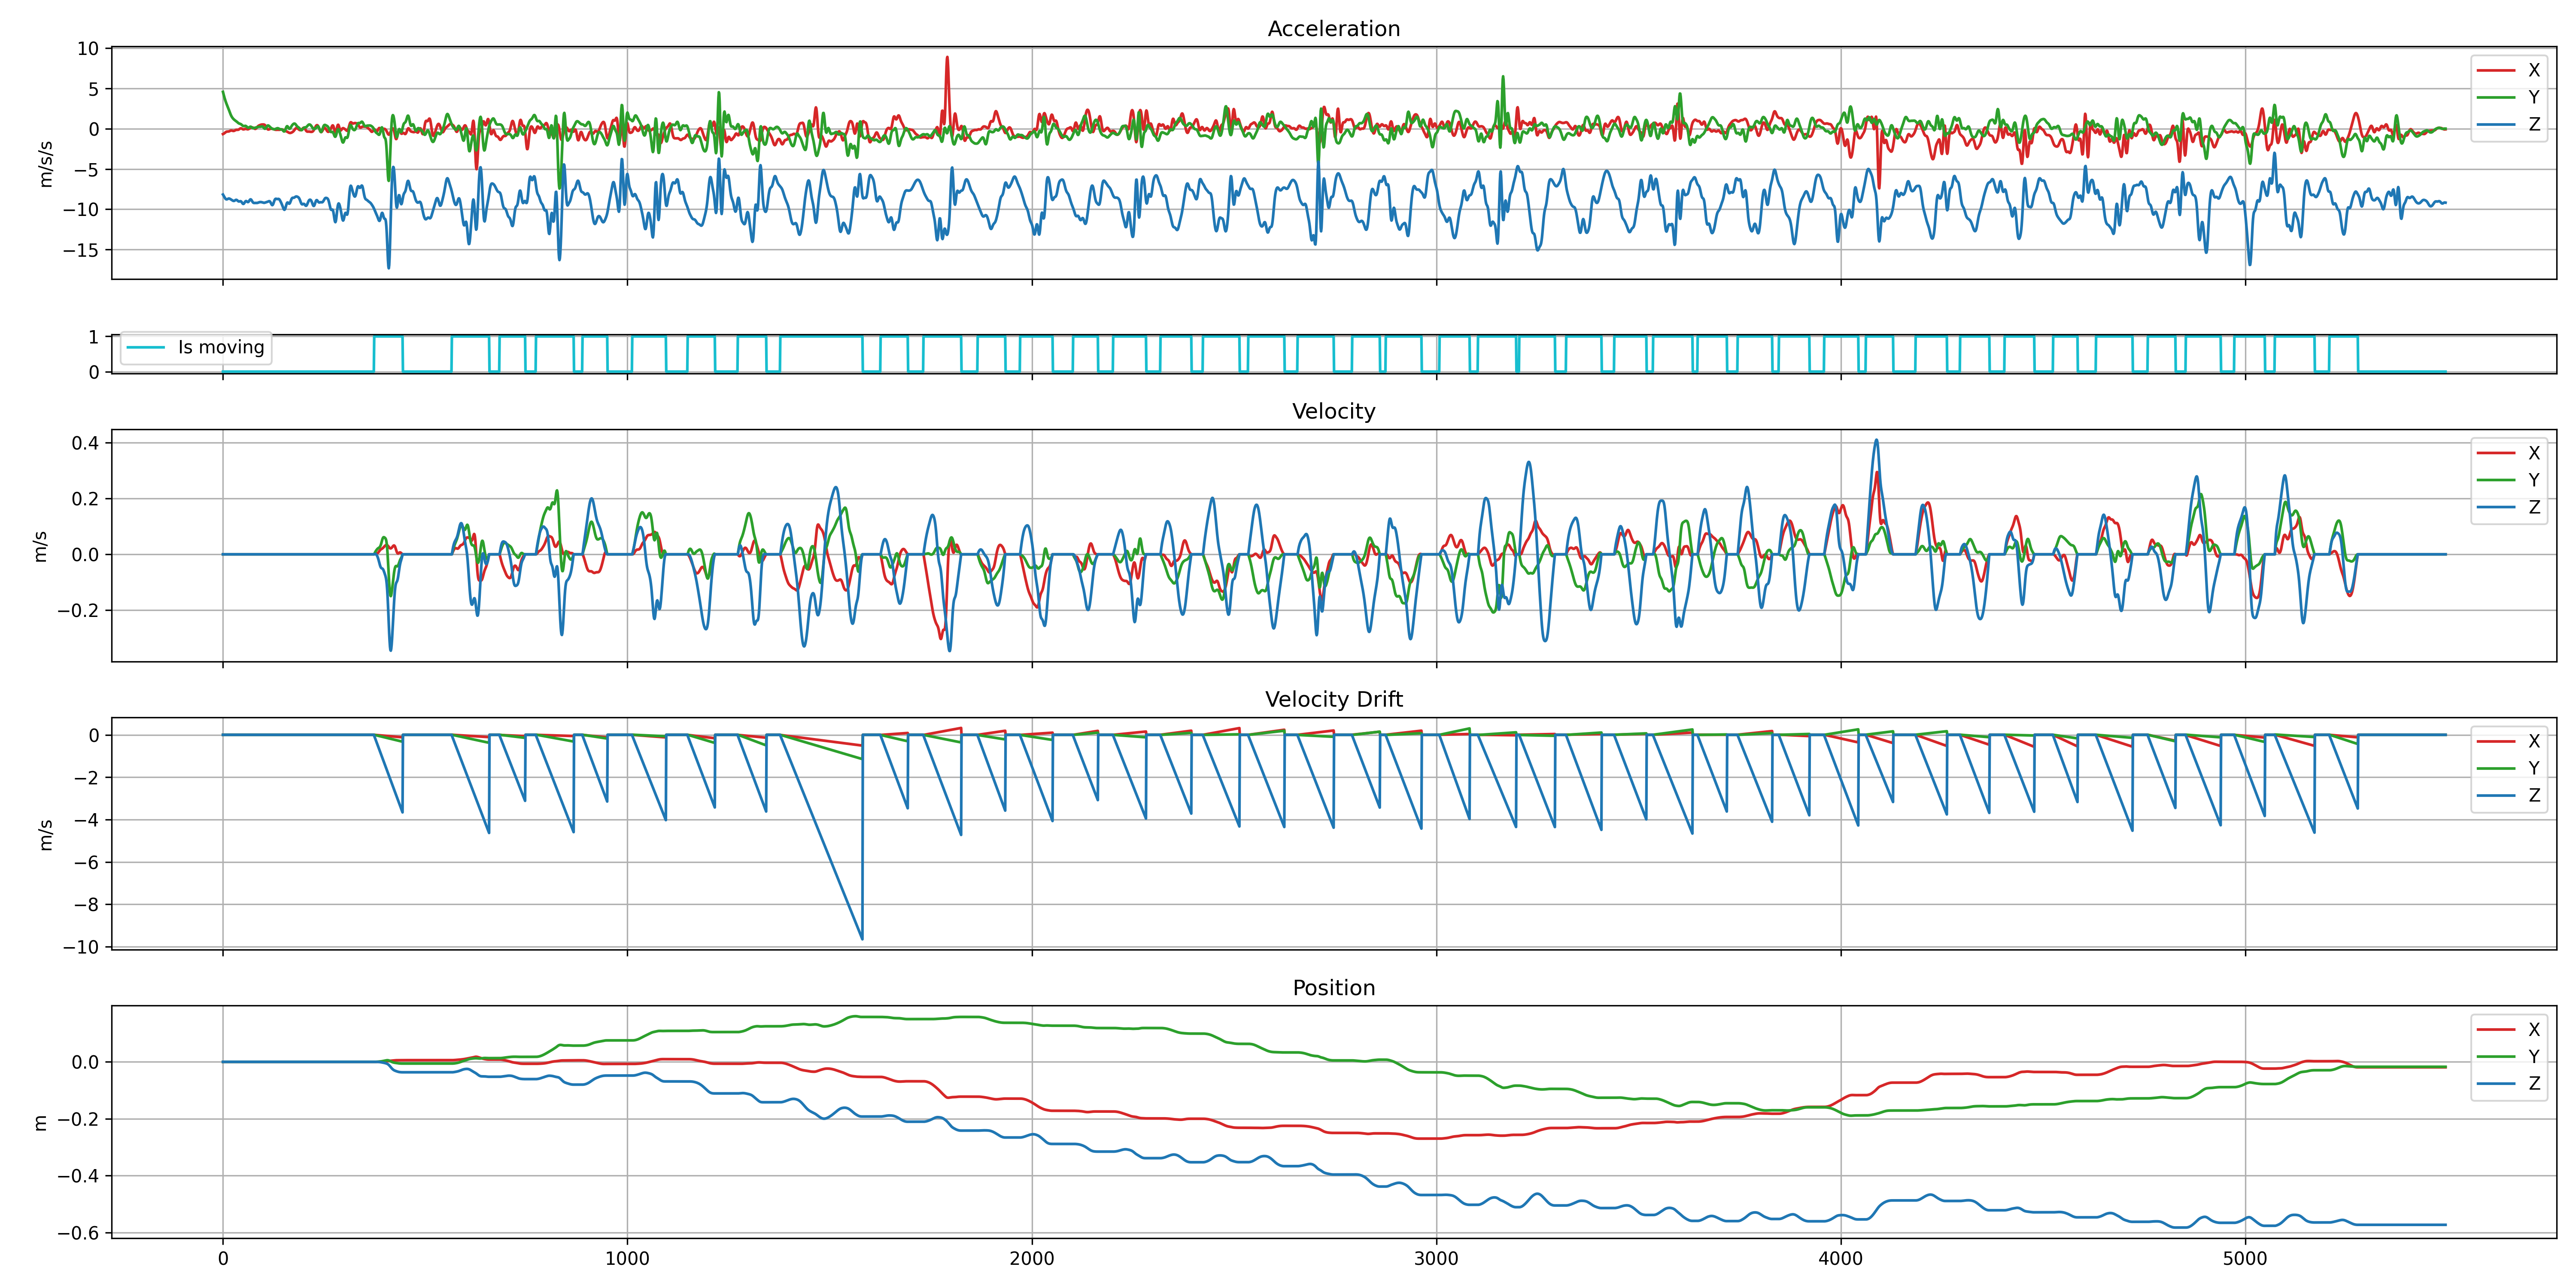 Acceleration
10
5
0
−5
−10
−15
m/s/s
X
Y
Z
1
0
Is moving
Velocity
0.4
0.2
0.0
−0.2
m/s
X
Y
Z
Velocity Drift
0
−2
−4
−6
−8
−10
m/s
X
Y
Z
Position
0.0
−0.2
−0.4
−0.6
m
X
Y
Z
0 1000 2000 3000 4000 5000